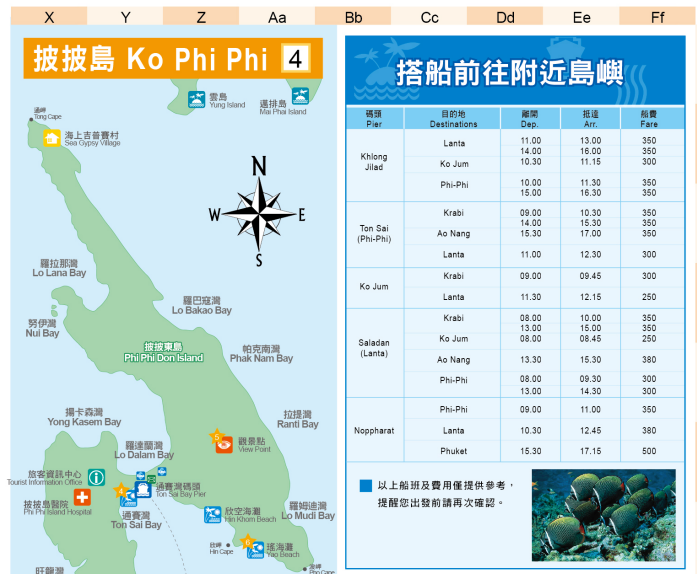 X Y Z Aa Bb Cc Dd Ee Ff
披披島 Ko Phi Phi 4
雲島
Yung Island
邁排島
Mai Phai Island
通岬
Tong Cape
海上吉普賽村
Sea Gypsy Village
N
W E
S
羅拉那灣
Lo Lana Bay
羅巴寇灣
Lo Bakao Bay
努伊灣
Nui Bay
披披東島
Phi Phi Don Island
帕克南灣
Phak Nam Bay
揚卡森灣
Yong Kasem Bay
拉提灣
Ranti Bay
羅達蘭灣
Lo Dalam Bay
5
觀景點
View Point
旅客資訊中心
Tourist Information Office
通賽灣碼頭
Ton Sai Bay Pier
4
披披島醫院
Phi Phi Island Hospital
通賽灣
Ton Sai Bay
欣空海灘
Hin Khom Beach
羅姆迪灣
Lo Mudi Bay
欣岬
Hin Cape
6
瑤海灘
Yao Beach
旺龍灣
Pho Cape
搭船前往附近島嶼
碼頭 目的地 離開 抵達 船費
Pier Destinations Dep. Arr. Fare
Khlong Jilad
Lanta 11.00 13.00 350
14.00 16.00 350
Ko Jum 10.30 11.15 300
Phi-Phi 10.00 11.30 350
15.00 16.30 350
Ton Sai (Phi-Phi)
Krabi 09.00 10.30 350
14.00 15.30 350
Ao Nang 15.30 17.00 350
Lanta 11.00 12.30 300
Ko Jum
Krabi 09.00 09.45 300
Lanta 11.30 12.15 250
Saladan (Lanta)
Krabi 08.00 10.00 350
13.00 15.00 350
Ko Jum 08.00 08.45 250
Ao Nang 13.30 15.30 380
Phi-Phi 08.00 09.30 300
13.00 14.30 300
Noppharat
Phi-Phi 09.00 11.00 350
Lanta 10.30 12.45 380
Phuket 15.30 17.15 500
以上船班及費用僅提供參考，
提醒您出發前請再次確認。